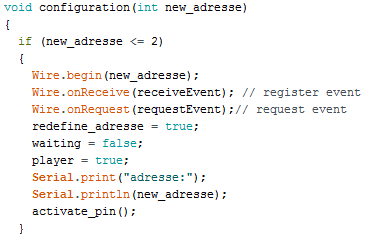 void configuration(int new_adresse)
{
  if (new_adresse <= 2)
  {
    Wire.begin(new_adresse);
    Wire.onReceive(receiveEvent); // register event
    Wire.onRequest(requestEvent);// request event
    redefine_adresse = true;
    waiting = false;
    player = true;
    Serial.print("adresse:");
    Serial.println(new_adresse);
    activate_pin();
  }